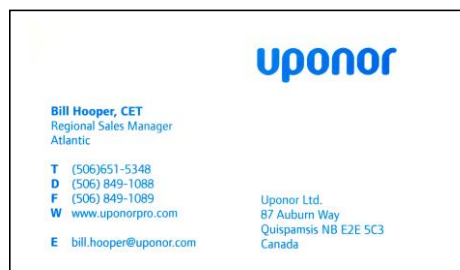 uponor
Bill Hooper, CET
Regional Sales Manager
Atlantic
T (506)651-5348
D (506) 849-1088
F (506) 849-1089
W www.uponorpro.com
E bill.hooper@uponor.com
Uponor Ltd.
87 Auburn Way
Quispamsis NB E2E 5C3
Canada